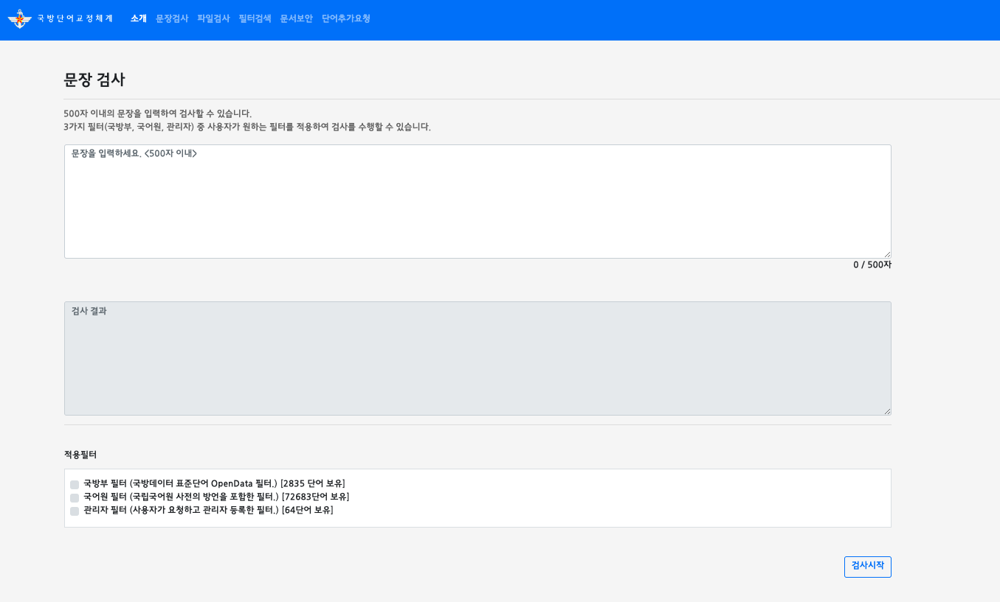 국방단어교정체계 소개 문장검사 파일검사 필터검색 문서보안 단어추가요청
문장 검사
500자 이내의 문장을 입력하여 검사할 수 있습니다.
3가지 필터(국방부, 국어원, 관리자) 중 사용자가 원하는 필터를 적용하여 검사를 수행할 수 있습니다.
문장을 입력하세요. <500자 이내>
0 / 500자
검사 결과
적용필터
국방부 필터 (국방데이터 표준단어 OpenData 필터.) [2835 단어 보유]
국어원 필터 (국립국어원 사전의 방언을 포함한 필터.) [72683단어 보유]
관리자 필터 (사용자가 요청하고 관리자 등록한 필터.) [64단어 보유]
검사시작